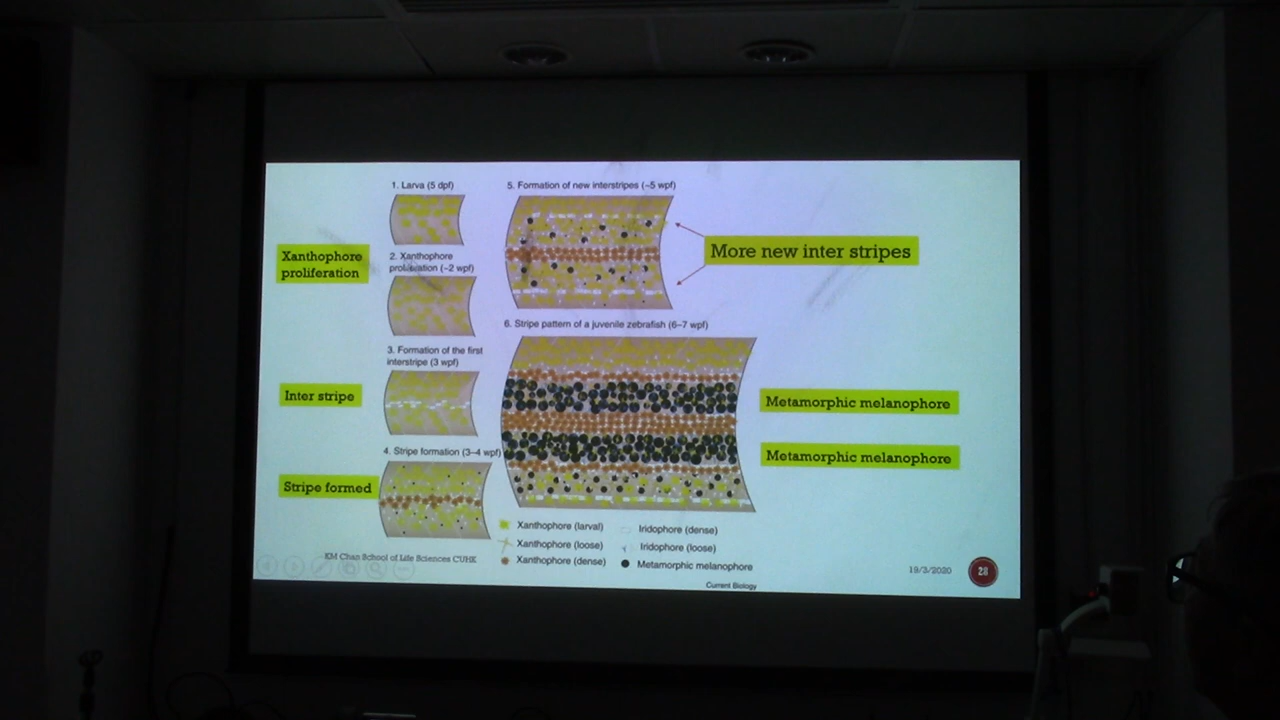 1. Larva (5 dpf)
Xanthophore
proliferation
2. Xanthophore
proliferation (~2 wpf)
3. Formation of the first
interstripe (3 wpf)
Inter stripe
4. Stripe formation (3–4 wpf)
Stripe formed
5. Formation of new interstripes (~5 wpf)
More new inter stripes
6. Stripe pattern of a juvenile zebrafish (6–7 wpf)
Metamorphic melanophore
Metamorphic melanophore
Xanthophore (larval)
Xanthophore (loose)
Xanthophore (dense)
Iridophore (dense)
Iridophore (loose)
Metamorphic melanophore
Current Biology
KM Chan School of Life Sciences CUHK
19/3/2020
28